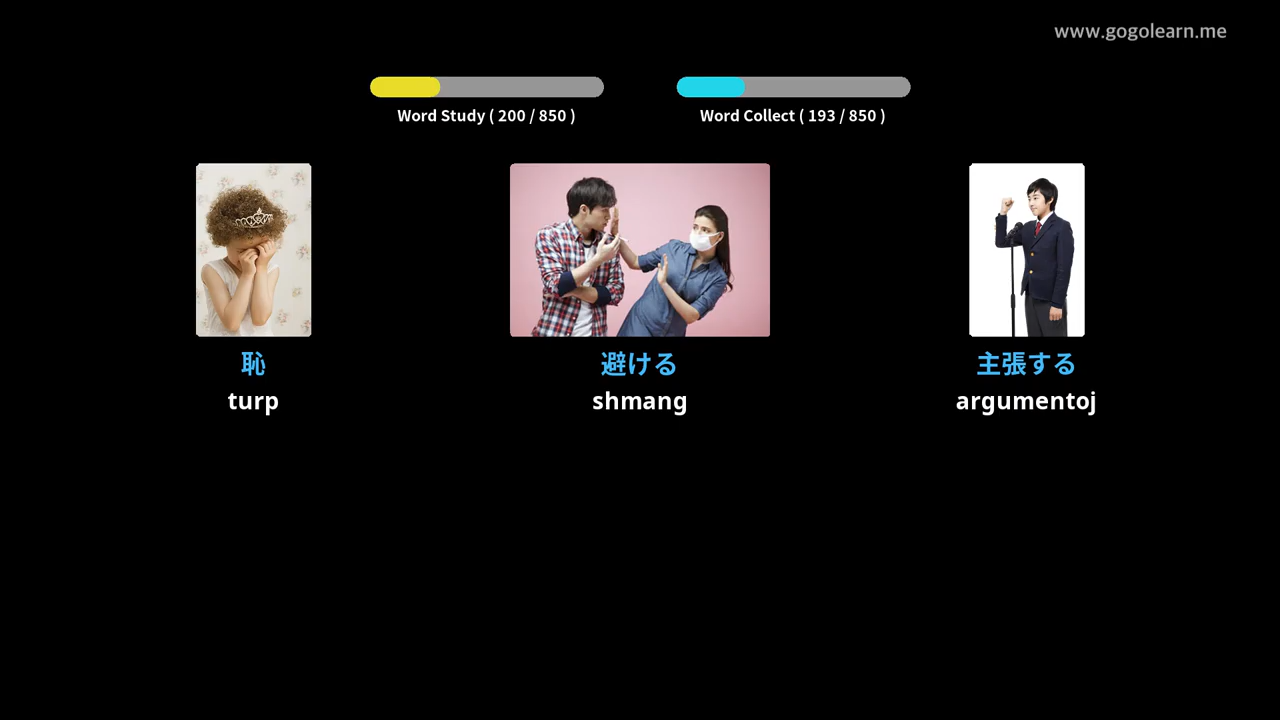 www.gogolearn.me
Word Study ( 200 / 850 )
Word Collect ( 193 / 850 )
恥
turp
避ける
shmang
主張する
argumentoj